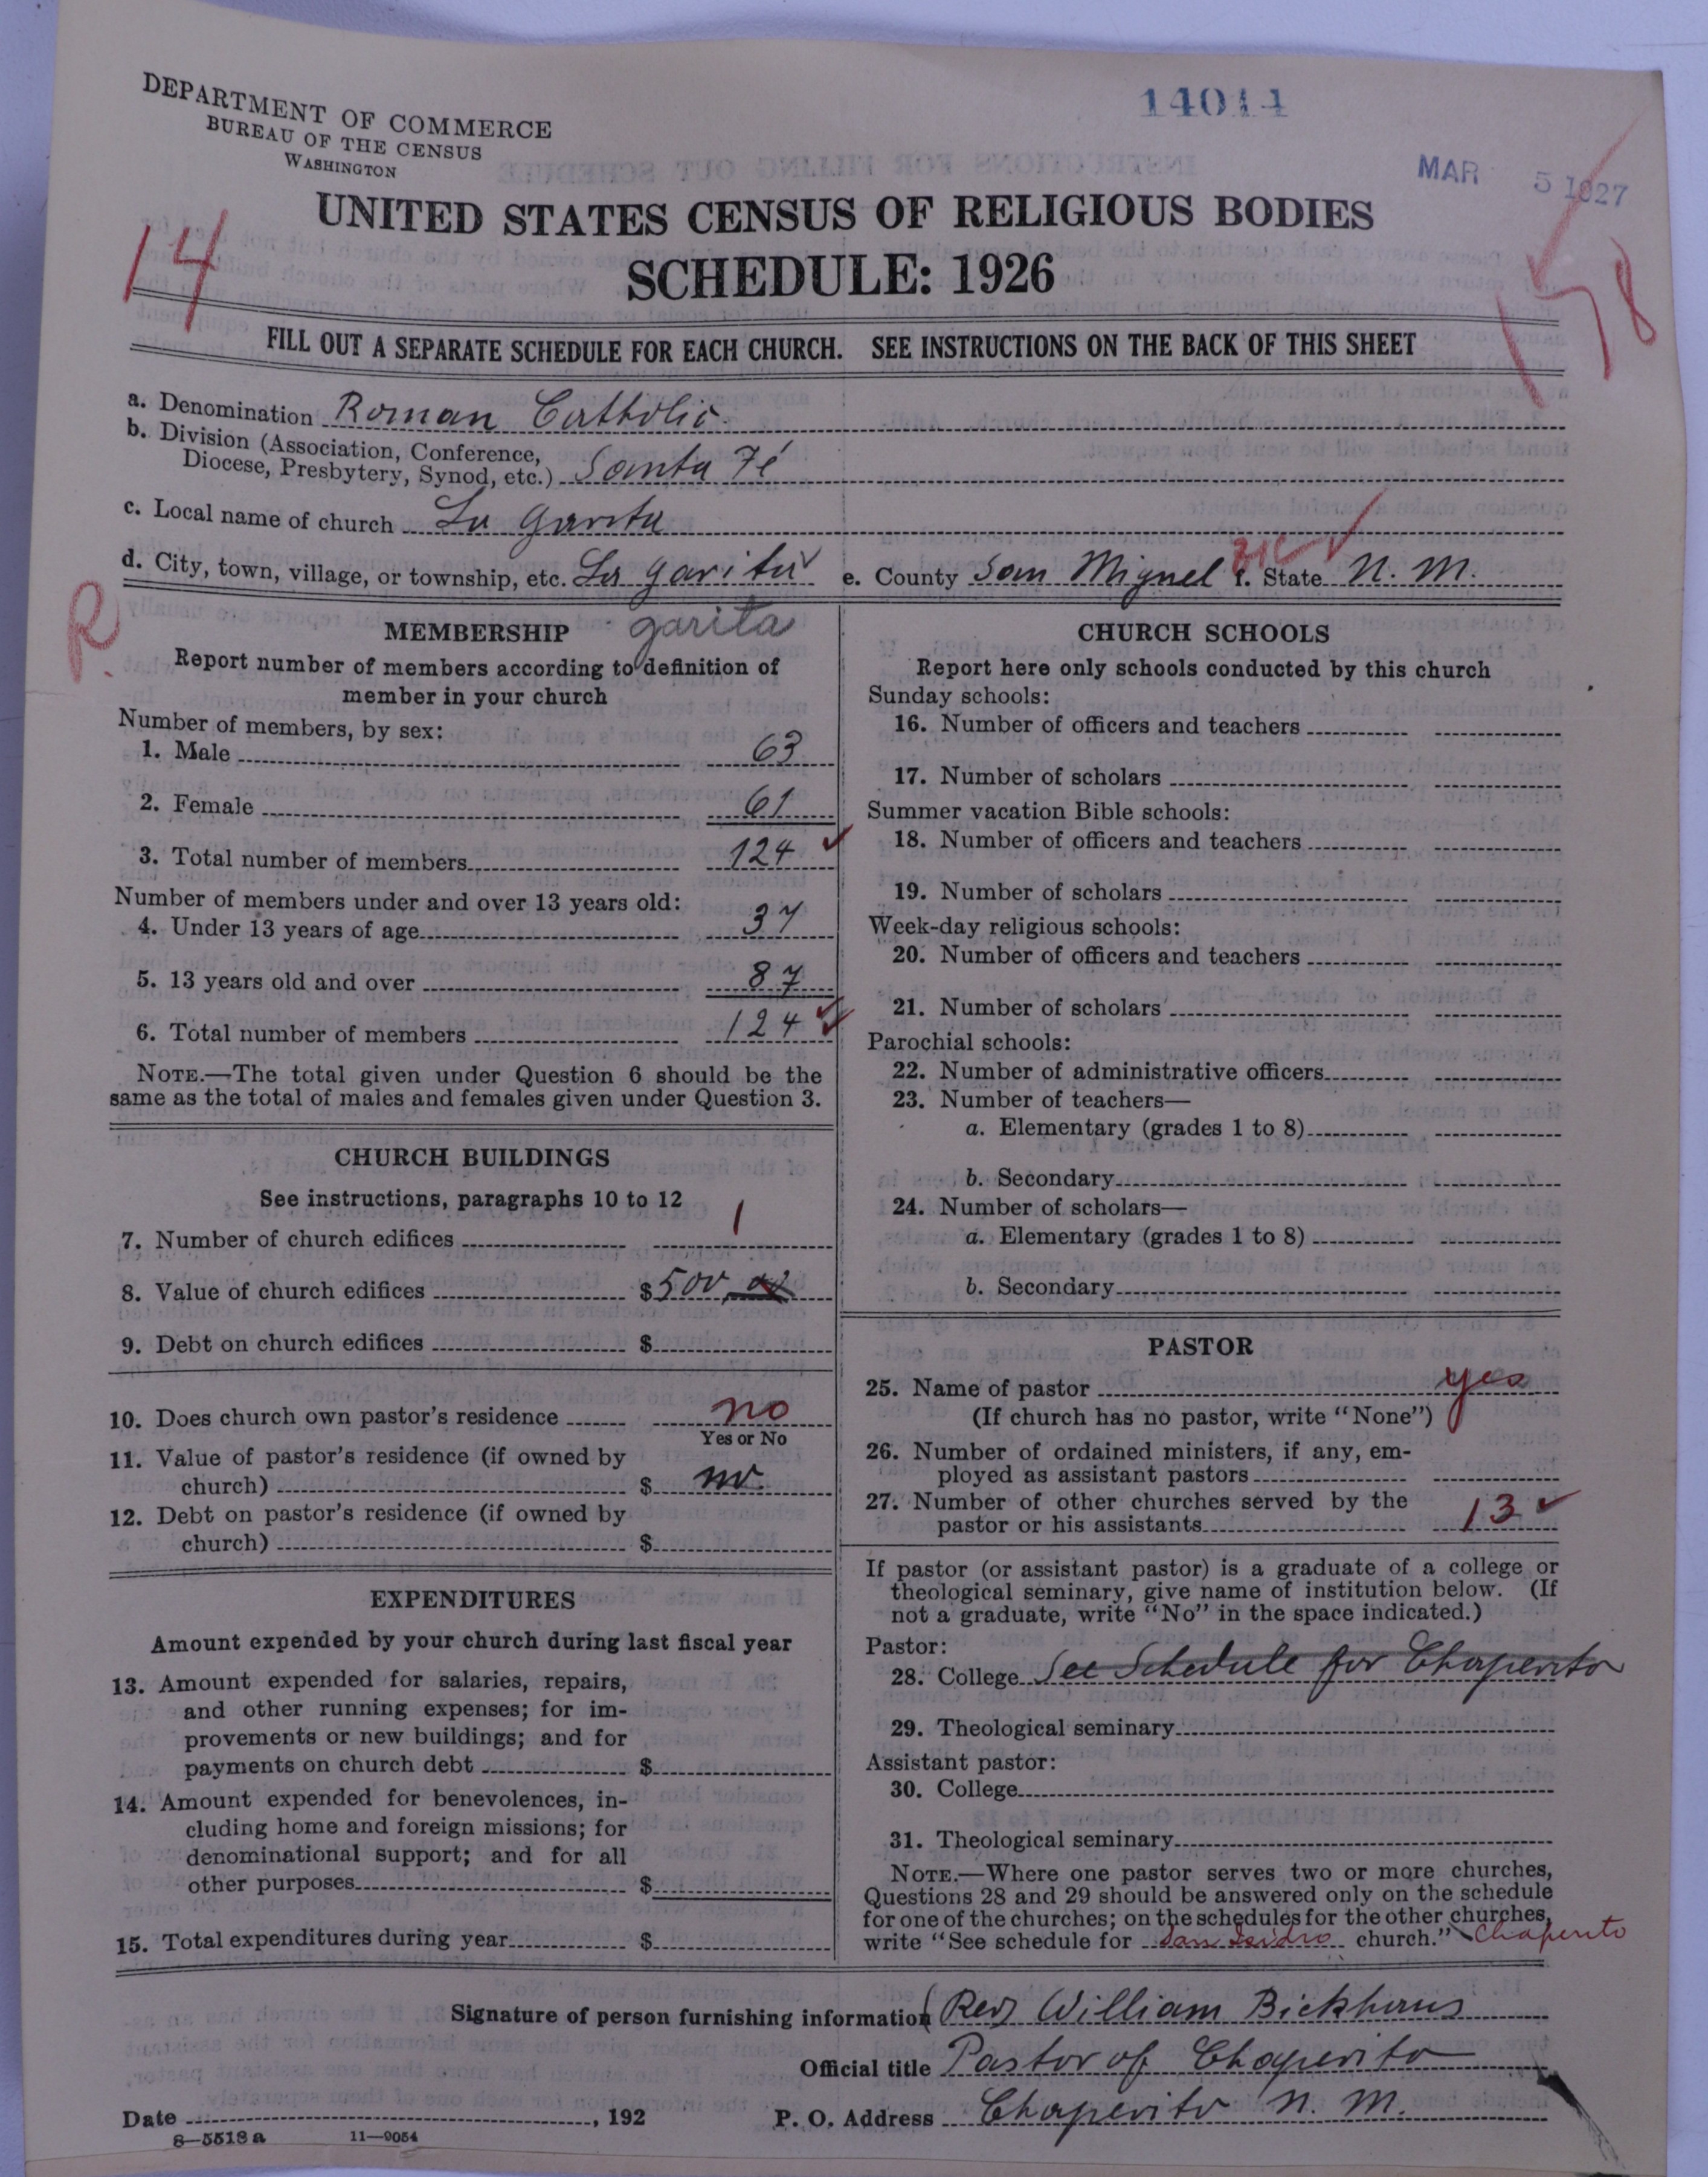 DEPARTMENT OF COMMERCE
BUREAU OF THE CENSUS
WASHINGTON
14044
MAR 5 1927
UNITED STATES CENSUS OF RELIGIOUS BODIES
SCHEDULE: 1926
14
78
FILL OUT A SEPARATE SCHEDULE FOR EACH CHURCH. SEE INSTRUCTIONS ON THE BACK OF THIS SHEET
a. Denomination Roman Catholic
b. Division (Association, Conference,
Diocese, Presbytery, Synod, etc.) Santa Fé
c. Local name of church La Garita
d. City, town, village, or township, etc. La Garita e. County San Miguel f. State N. M.
R.
MEMBERSHIP garita
Report number of members according to definition of
member in your church
Number of members, by sex:
1. Male 63
2. Female 61
3. Total number of members 124
Number of members under and over 13 years old:
4. Under 13 years of age 37
5. 13 years old and over 87
6. Total number of members 124
NOTE.—The total given under Question 6 should be the
same as the total of males and females given under Question 3.
CHURCH BUILDINGS
See instructions, paragraphs 10 to 12
7. Number of church edifices 1
8. Value of church edifices $500.00
9. Debt on church edifices $
10. Does church own pastor's residence no
Yes or No
11. Value of pastor's residence (if owned by
church) $ no.
12. Debt on pastor's residence (if owned by
church) $
EXPENDITURES
Amount expended by your church during last fiscal year
13. Amount expended for salaries, repairs,
and other running expenses; for im-
provements or new buildings; and for
payments on church debt $
14. Amount expended for benevolences, in-
cluding home and foreign missions; for
denominational support; and for all
other purposes $
15. Total expenditures during year $
CHURCH SCHOOLS
Report here only schools conducted by this church
Sunday schools:
16. Number of officers and teachers
17. Number of scholars
Summer vacation Bible schools:
18. Number of officers and teachers
19. Number of scholars
Week-day religious schools:
20. Number of officers and teachers
21. Number of scholars
Parochial schools:
22. Number of administrative officers
23. Number of teachers—
a. Elementary (grades 1 to 8)
b. Secondary
24. Number of scholars—
a. Elementary (grades 1 to 8)
b. Secondary
PASTOR
25. Name of pastor yes
(If church has no pastor, write "None")
26. Number of ordained ministers, if any, em-
ployed as assistant pastors
27. Number of other churches served by the
pastor or his assistants 13
If pastor (or assistant pastor) is a graduate of a college or
theological seminary, give name of institution below. (If
not a graduate, write "No" in the space indicated.)
Pastor:
28. College See Schedule for Chaperito
29. Theological seminary
Assistant pastor:
30. College
31. Theological seminary
NOTE.—Where one pastor serves two or more churches,
Questions 28 and 29 should be answered only on the schedule
for one of the churches; on the schedules for the other churches,
write "See schedule for San Isidro church." Chaperito
Signature of person furnishing information (Rev) William Bickhaus
Official title Pastor of Chaperito
Date , 192 P. O. Address Chaperito N. M.
8—5518 a 11—9054